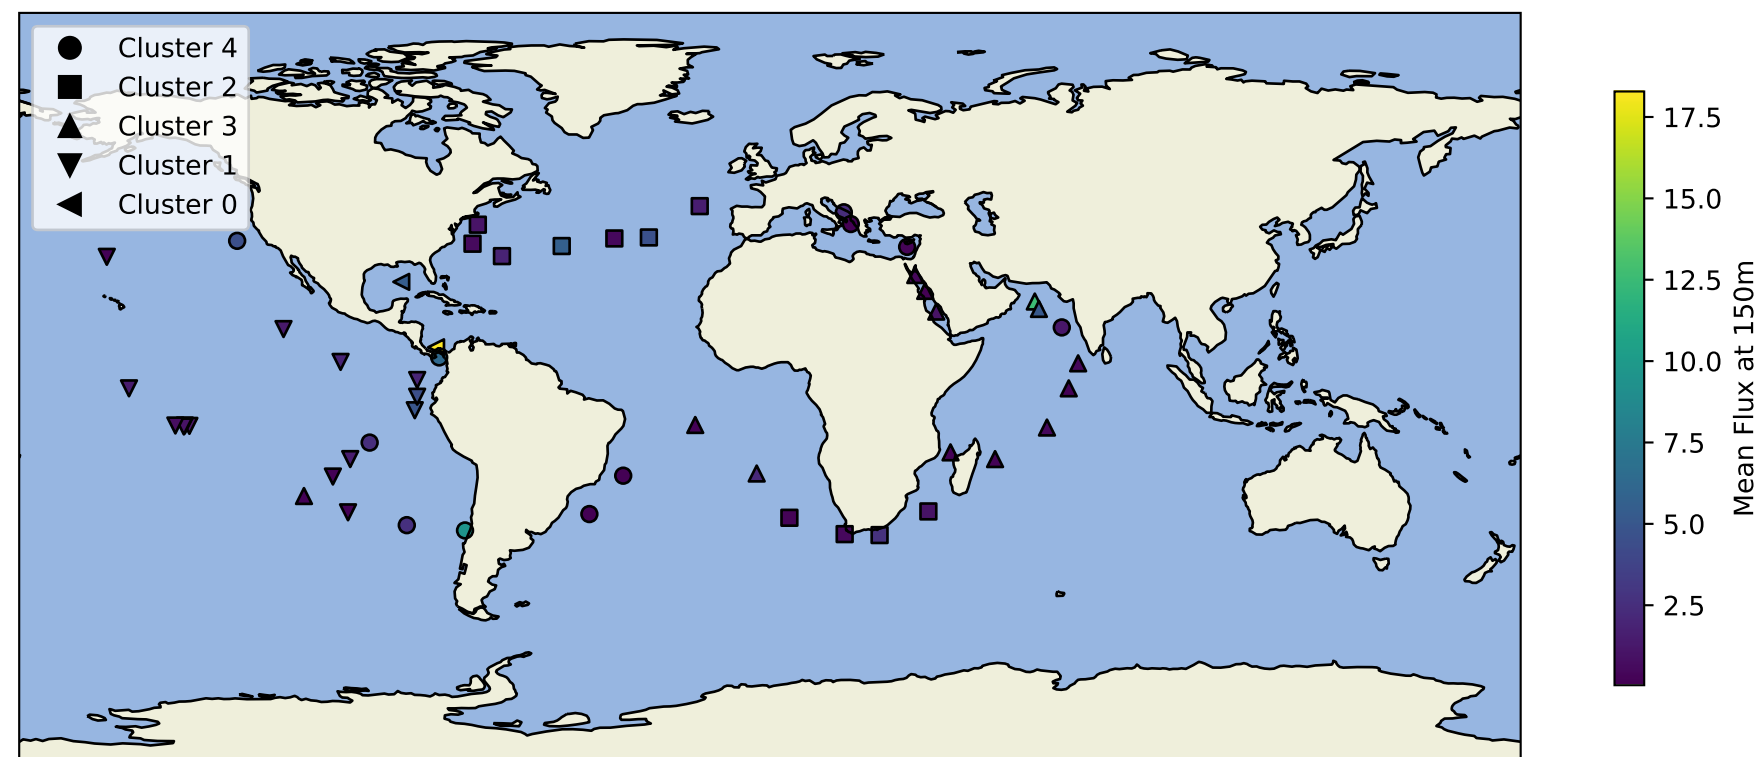 Cluster 4
Cluster 2
Cluster 3
Cluster 1
Cluster 0
17.5
15.0
12.5
10.0
7.5
5.0
2.5
Mean Flux at 150m